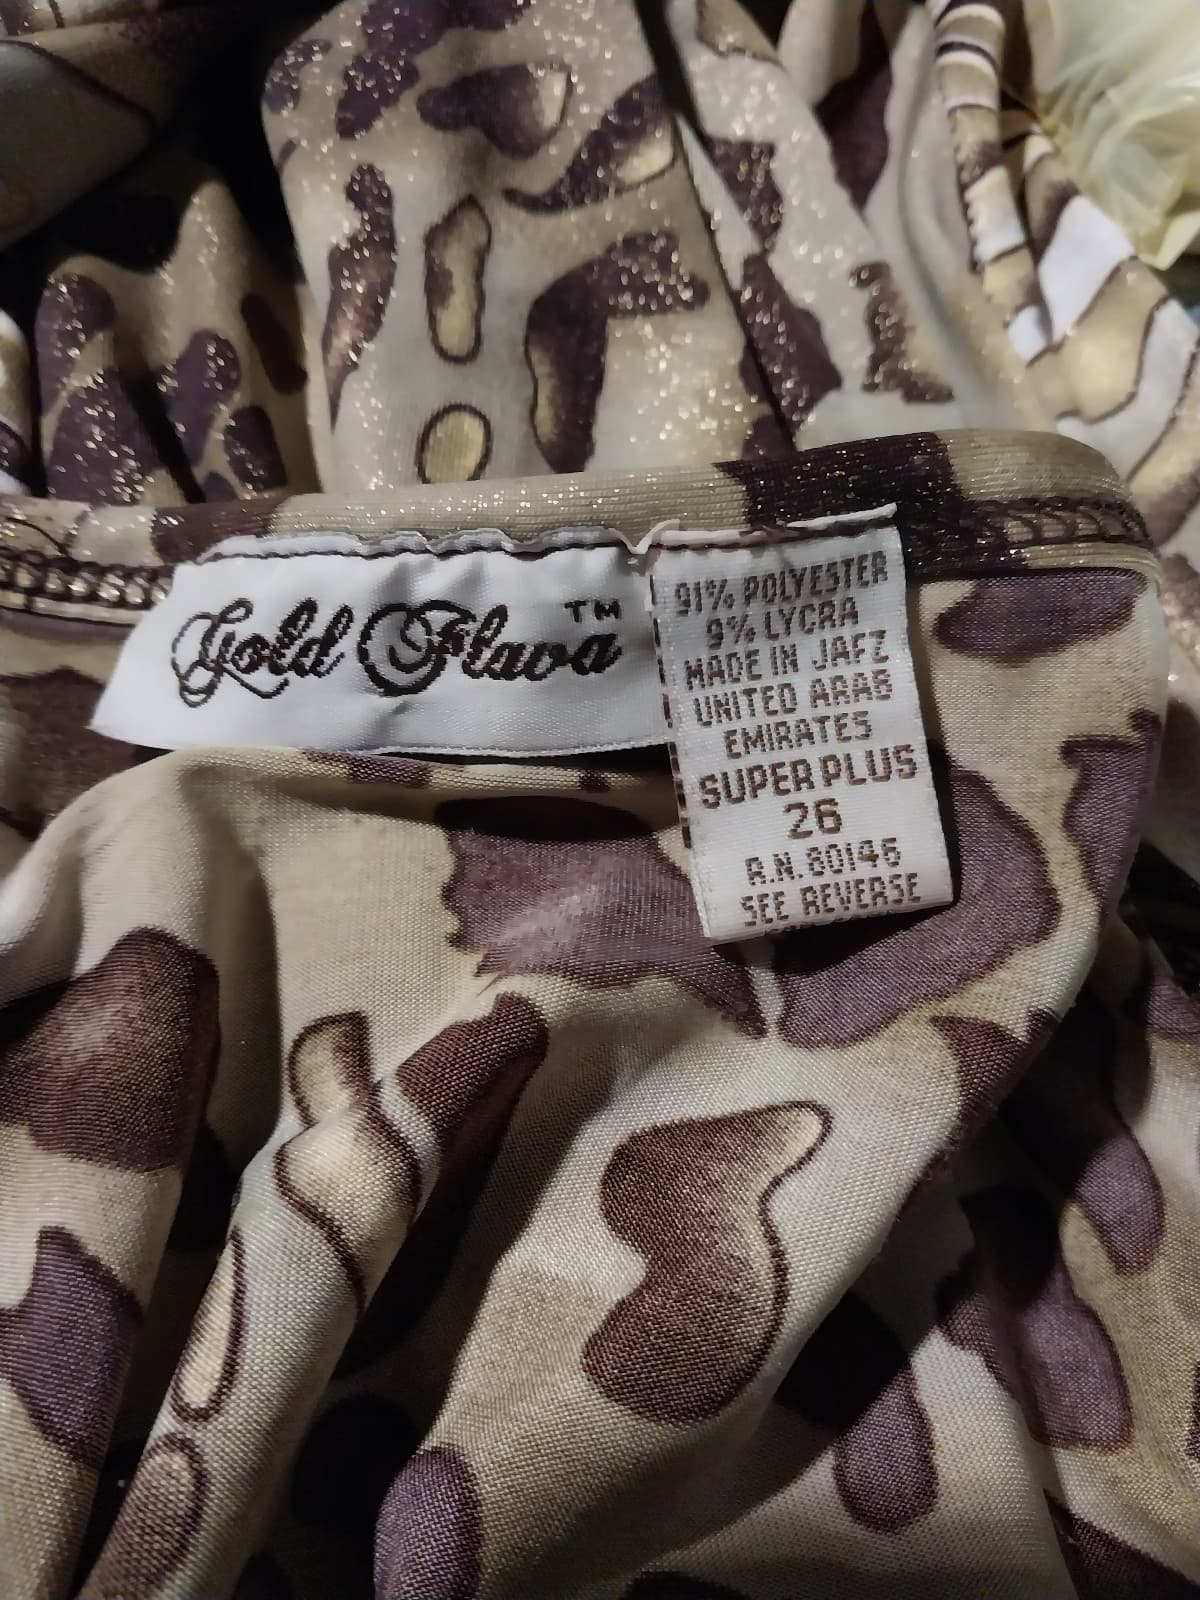 Gold Flava™
91% POLYESTER
9% LYCRA
MADE IN JAFZ
UNITED ARAB
EMIRATES
SUPER PLUS
26
R.N. 80146
SEE REVERSE